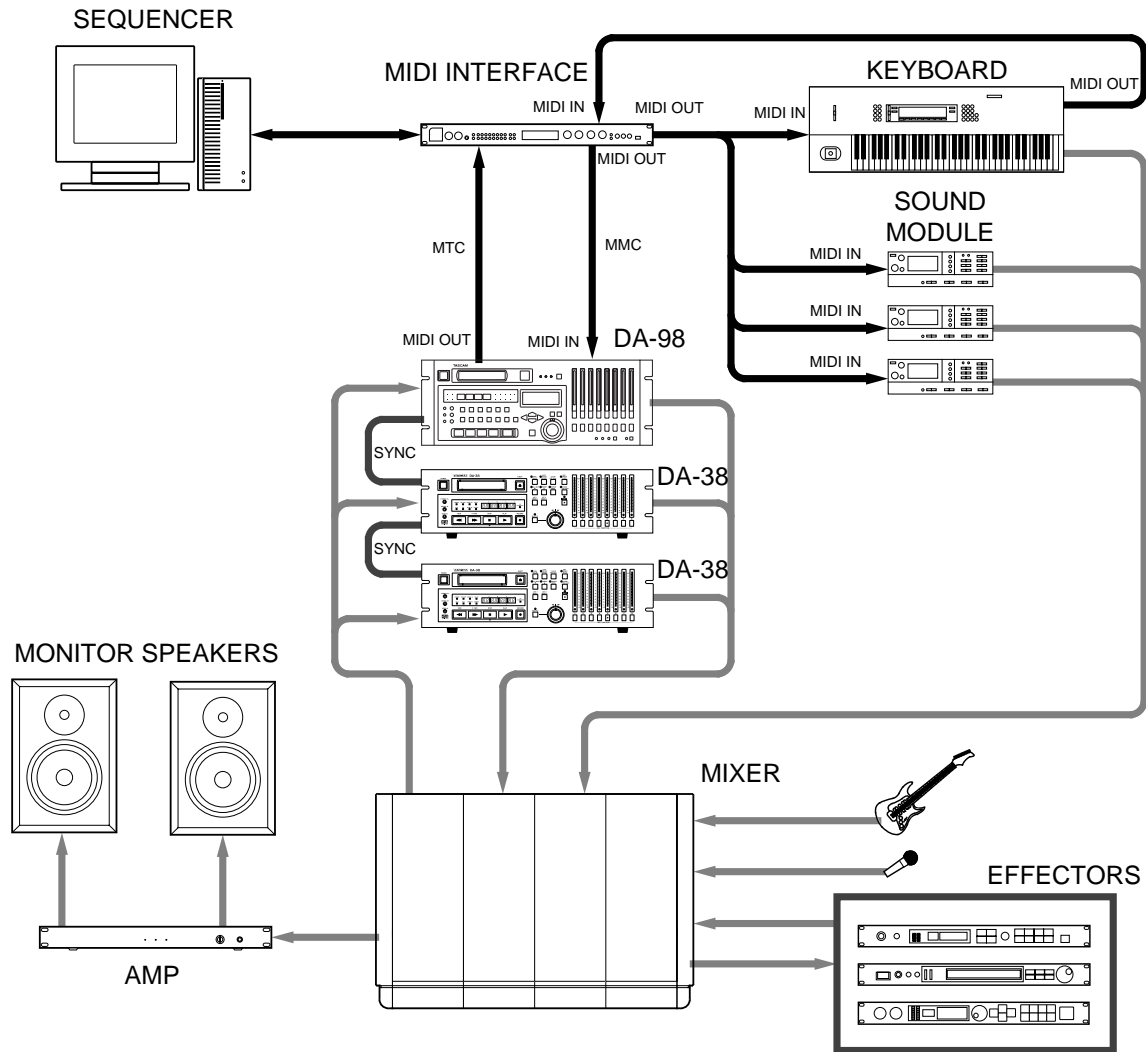 SEQUENCER
MIDI INTERFACE
KEYBOARD
MIDI OUT
MIDI IN
MIDI OUT
MIDI IN
MIDI OUT
SOUND
MODULE
MTC
MMC
MIDI IN
MIDI IN
MIDI IN
MIDI OUT
MIDI IN
DA-98
TASCAM
SYNC
DA-38
SYNC
DA-38
MONITOR SPEAKERS
MIXER
EFFECTORS
AMP